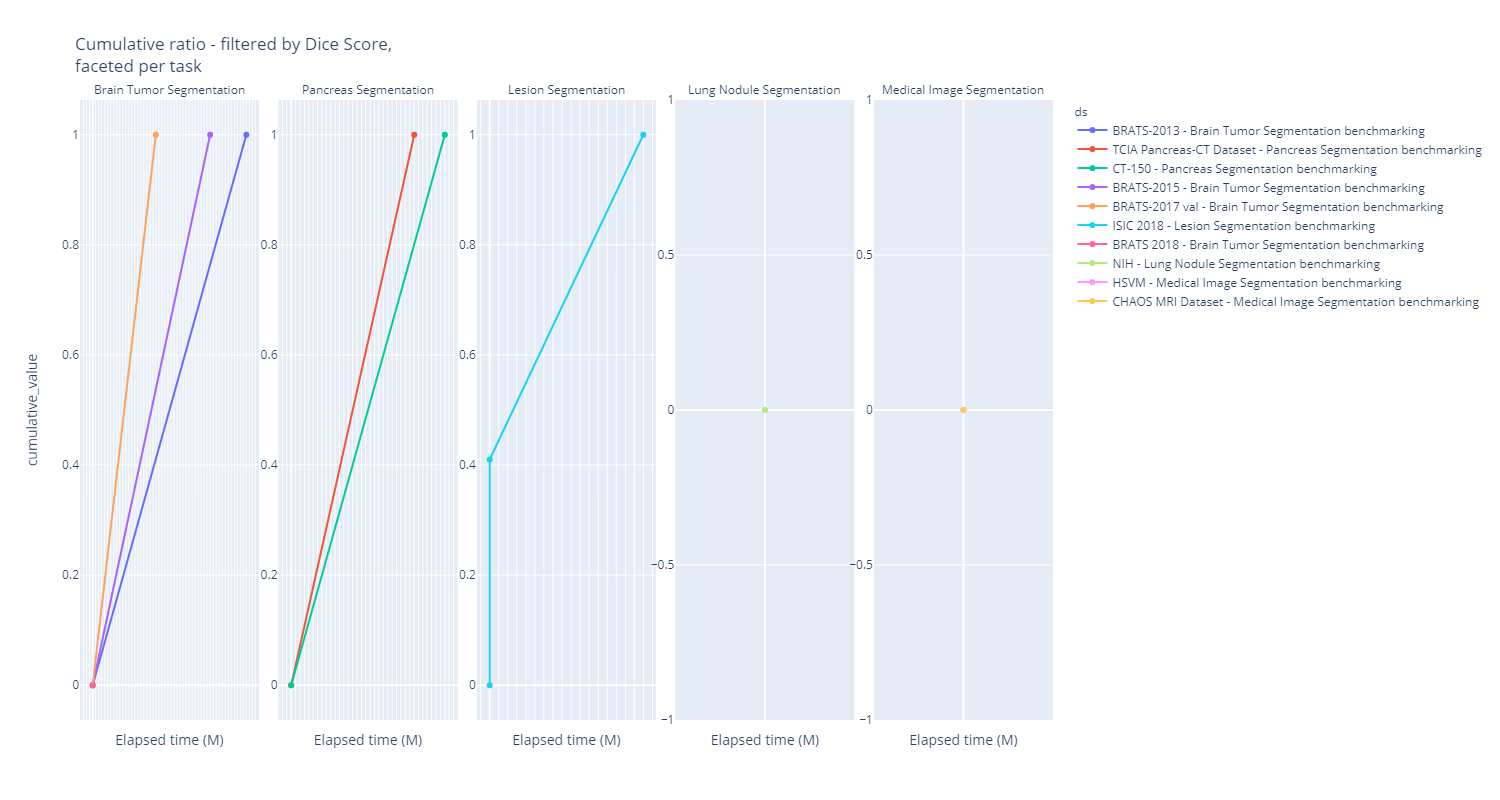 Cumulative ratio - filtered by Dice Score,
faceted per task
Brain Tumor Segmentation
Pancreas Segmentation
Lesion Segmentation
Lung Nodule Segmentation
Medical Image Segmentation
cumulative_value
1
0.8
0.6
0.4
0.2
0
1
0.8
0.6
0.4
0.2
0
1
0.8
0.6
0.4
0.2
0
1
0.5
0
−0.5
−1
1
0.5
0
−0.5
−1
Elapsed time (M)
Elapsed time (M)
Elapsed time (M)
Elapsed time (M)
Elapsed time (M)
ds
BRATS-2013 - Brain Tumor Segmentation benchmarking
TCIA Pancreas-CT Dataset - Pancreas Segmentation benchmarking
CT-150 - Pancreas Segmentation benchmarking
BRATS-2015 - Brain Tumor Segmentation benchmarking
BRATS-2017 val - Brain Tumor Segmentation benchmarking
ISIC 2018 - Lesion Segmentation benchmarking
BRATS 2018 - Brain Tumor Segmentation benchmarking
NIH - Lung Nodule Segmentation benchmarking
HSVM - Medical Image Segmentation benchmarking
CHAOS MRI Dataset - Medical Image Segmentation benchmarking